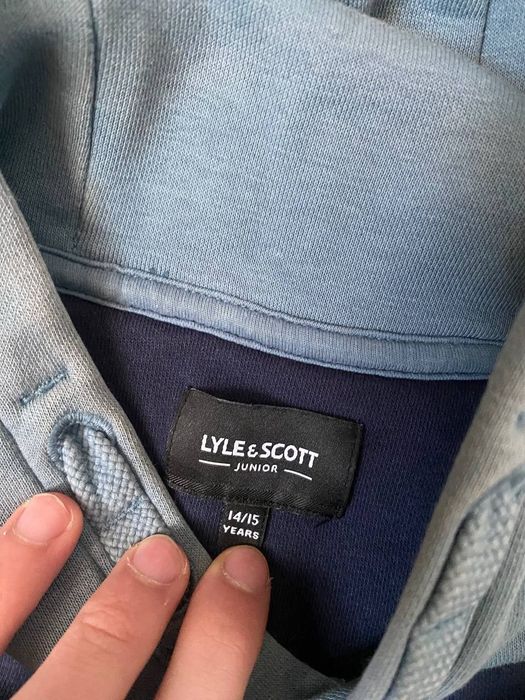 LYLE & SCOTT
JUNIOR
14/15
YEARS